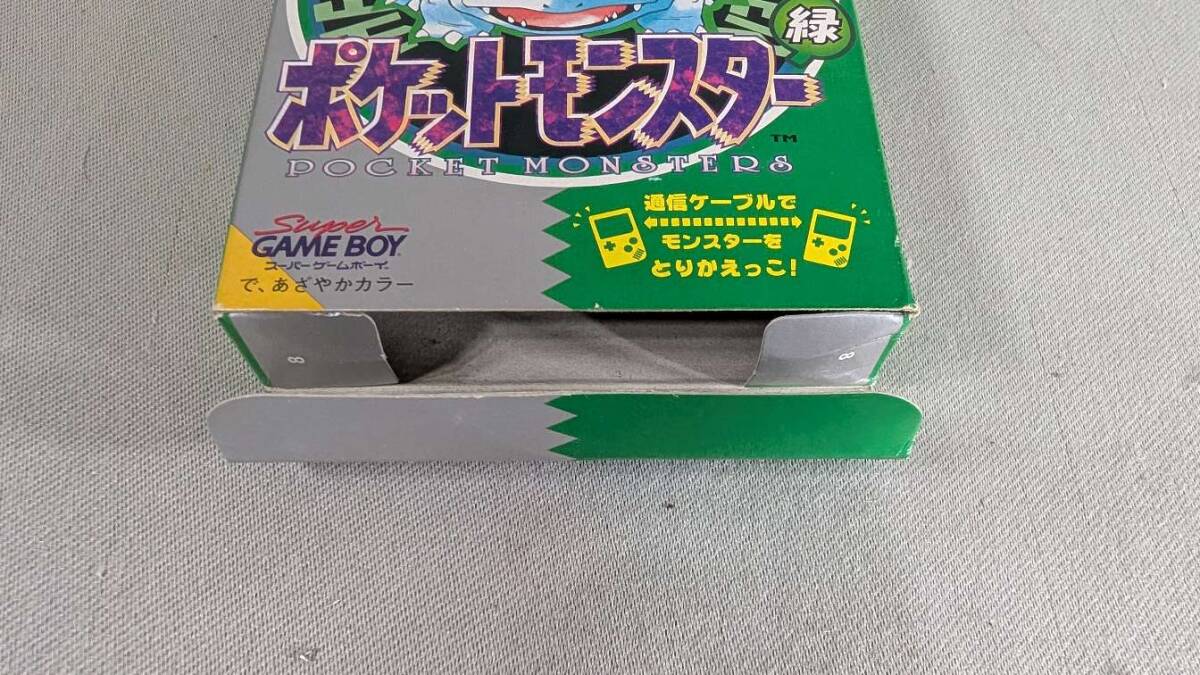 緑
ポケットモンスター
TM
POCKET MONSTERS
Super
GAME BOY
スーパーゲームボーイ
で、あざやかカラー
通信ケーブルで
モンスターを
とりかえっこ!
8
8